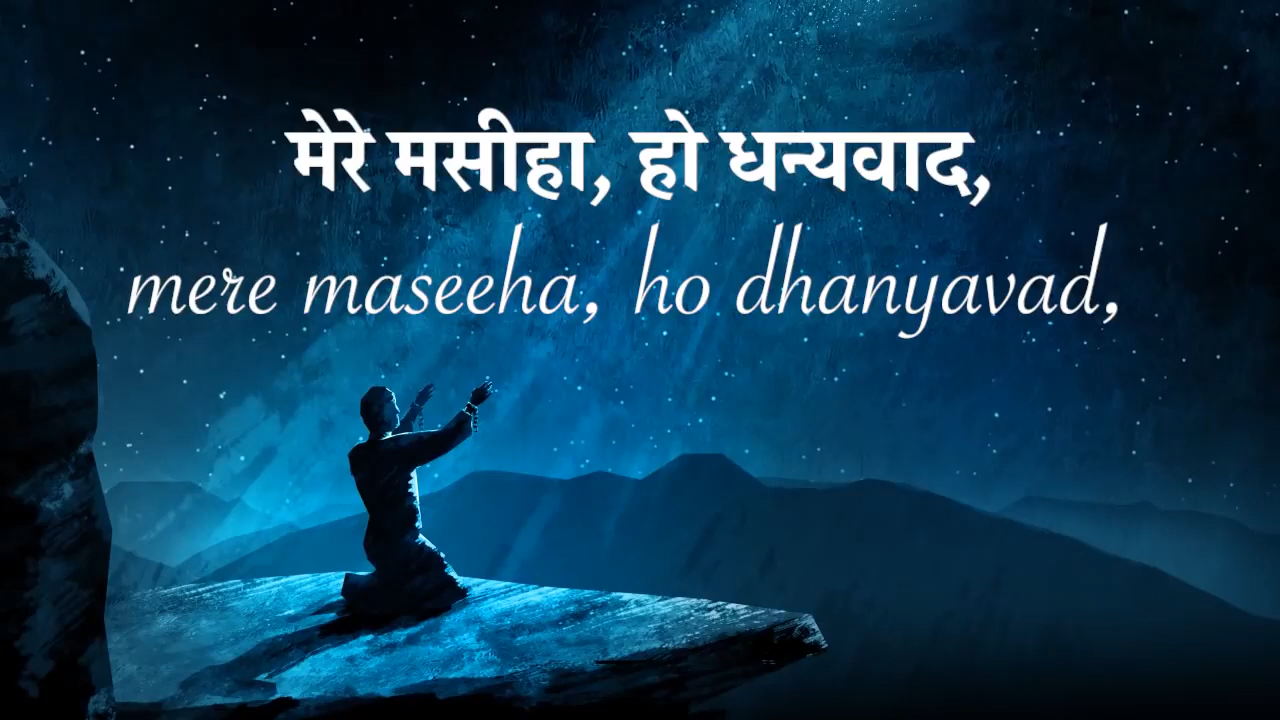 मेरे मसीहा, हो धन्यवाद,
mere maseeha, ho dhanyavad,